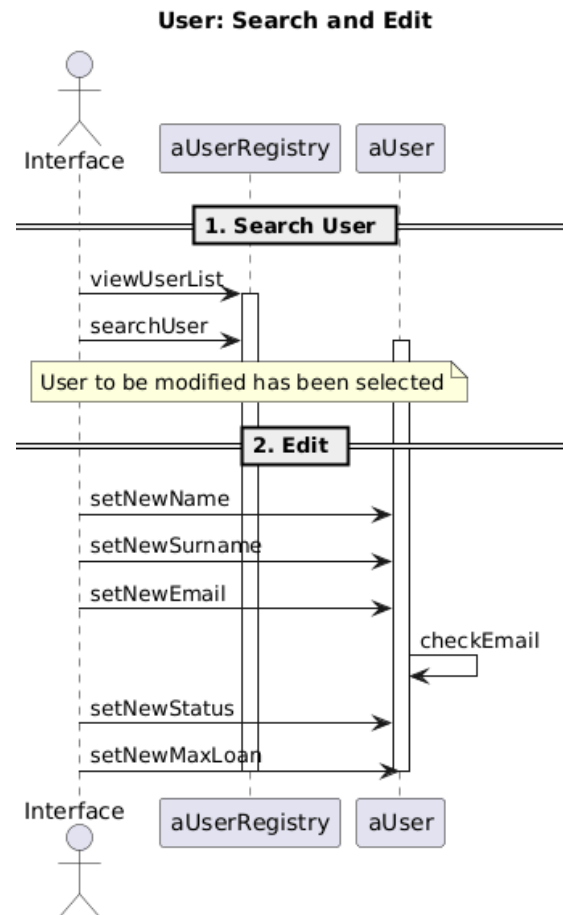 User: Search and Edit
Interface
aUserRegistry
aUser
1. Search User
viewUserList
searchUser
User to be modified has been selected
2. Edit
setNewName
setNewSurname
setNewEmail
checkEmail
setNewStatus
setNewMaxLoan
Interface
aUserRegistry
aUser